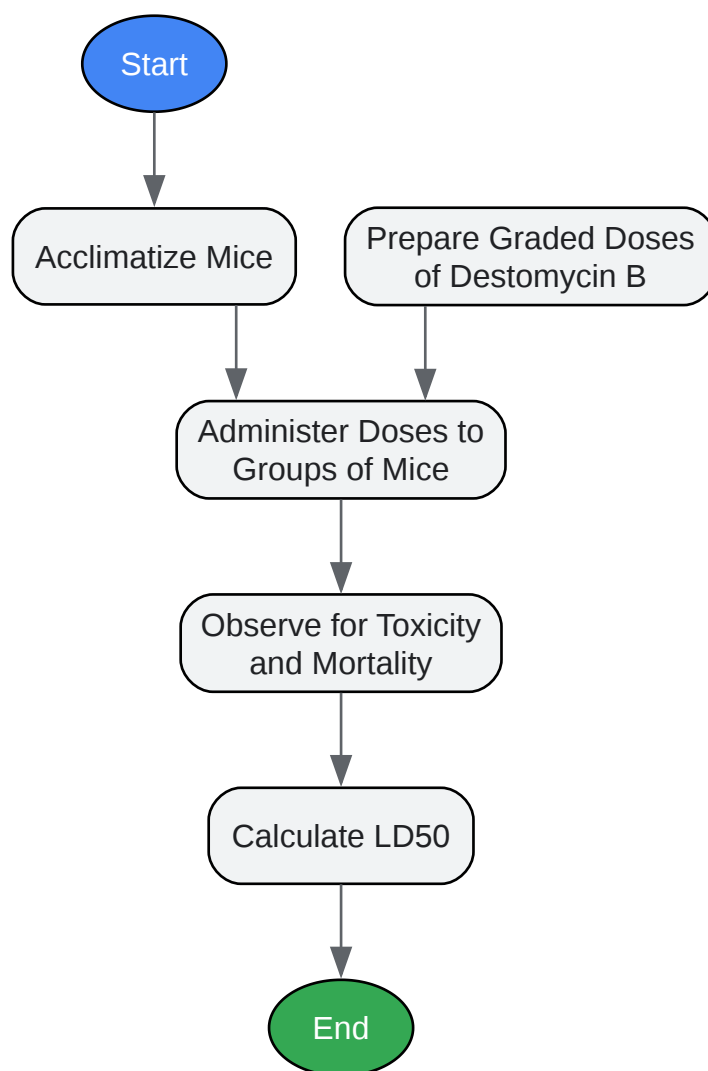 Start
Acclimatize Mice
Prepare Graded Doses
of Destomycin B
Administer Doses to
Groups of Mice
Observe for Toxicity
and Mortality
Calculate LD50
End